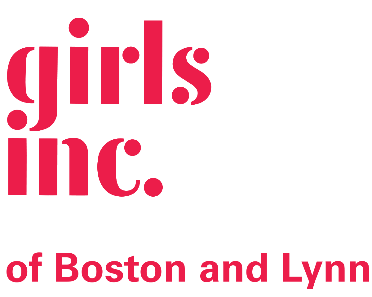 girls
inc.
of Boston and Lynn